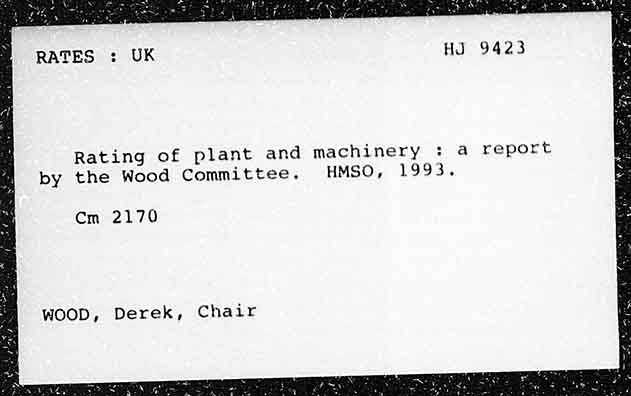 RATES : UK HJ 9423
Rating of plant and machinery : a report
by the Wood Committee. HMSO, 1993.
Cm 2170
WOOD, Derek, Chair